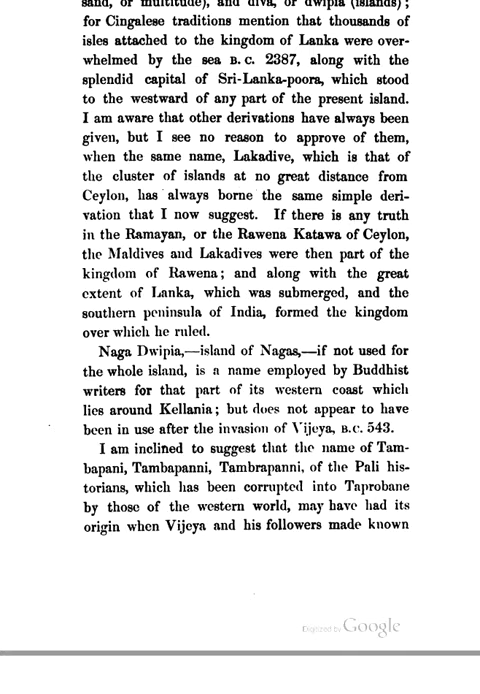 sand, or multitude), and diva, or dwipia (islands);
for Cingalese traditions mention that thousands of
isles attached to the kingdom of Lanka were over-
whelmed by the sea B.C. 2387, along with the
splendid capital of Sri-Lanka-poora, which stood
to the westward of any part of the present island.
I am aware that other derivations have always been
given, but I see no reason to approve of them,
when the same name, Lakadive, which is that of
the cluster of islands at no great distance from
Ceylon, has always borne the same simple deri-
vation that I now suggest. If there is any truth
in the Ramayan, or the Rawena Katawa of Ceylon,
the Maldives and Lakadives were then part of the
kingdom of Rawena; and along with the great
extent of Lanka, which was submerged, and the
southern peninsula of India, formed the kingdom
over which he ruled.
Naga Dwipia,—island of Nagas,—if not used for
the whole island, is a name employed by Buddhist
writers for that part of its western coast which
lies around Kellania; but does not appear to have
been in use after the invasion of Vijeya, B.C. 543.
I am inclined to suggest that the name of Tam-
bapani, Tambapanni, Tambrapanni, of the Pali his-
torians, which has been corrupted into Taprobane
by those of the western world, may have had its
origin when Vijeya and his followers made known
Digitized by Google